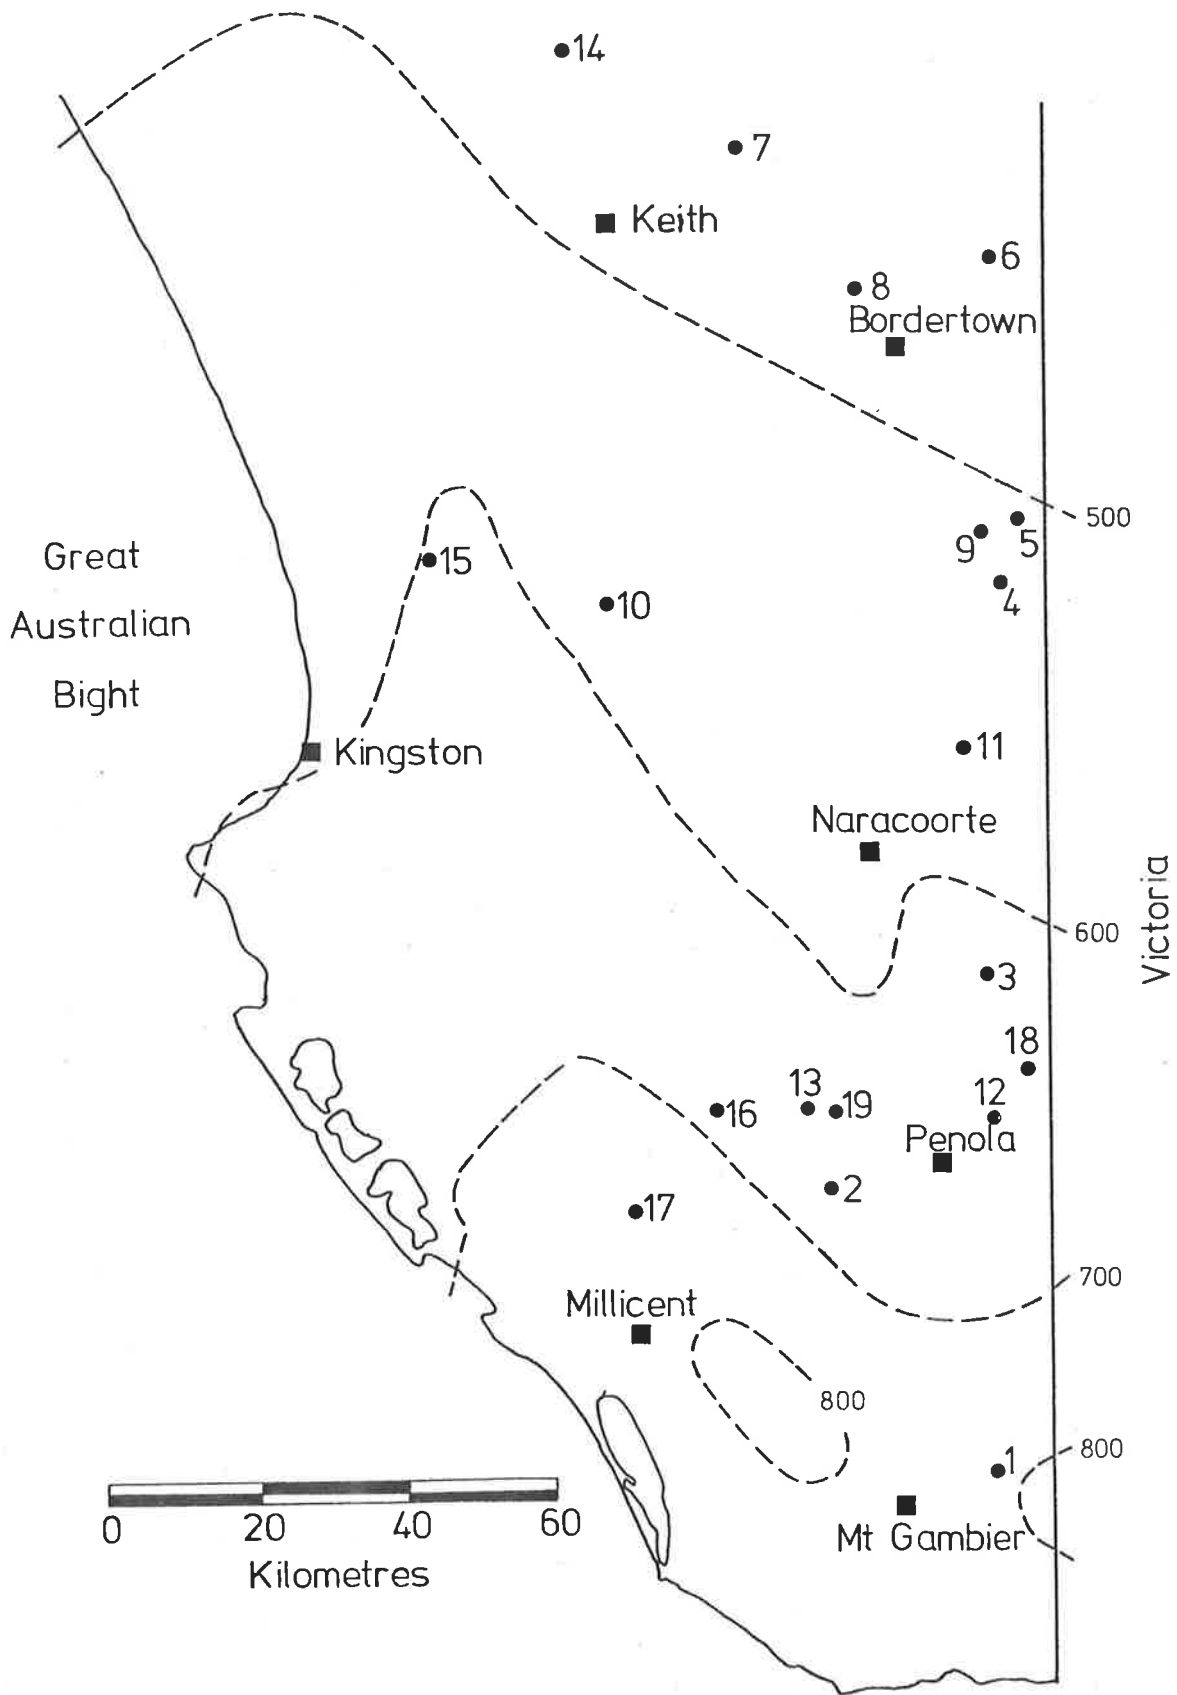 14
7
Keith
6
8
Bordertown
500
9
5
4
Great
Australian
Bight
15
10
11
Kingston
Naracoorte
Victoria
600
3
18
13
19
12
16
Penola
2
17
700
Millicent
800
800
1
Mt Gambier
0 20 40 60
Kilometres